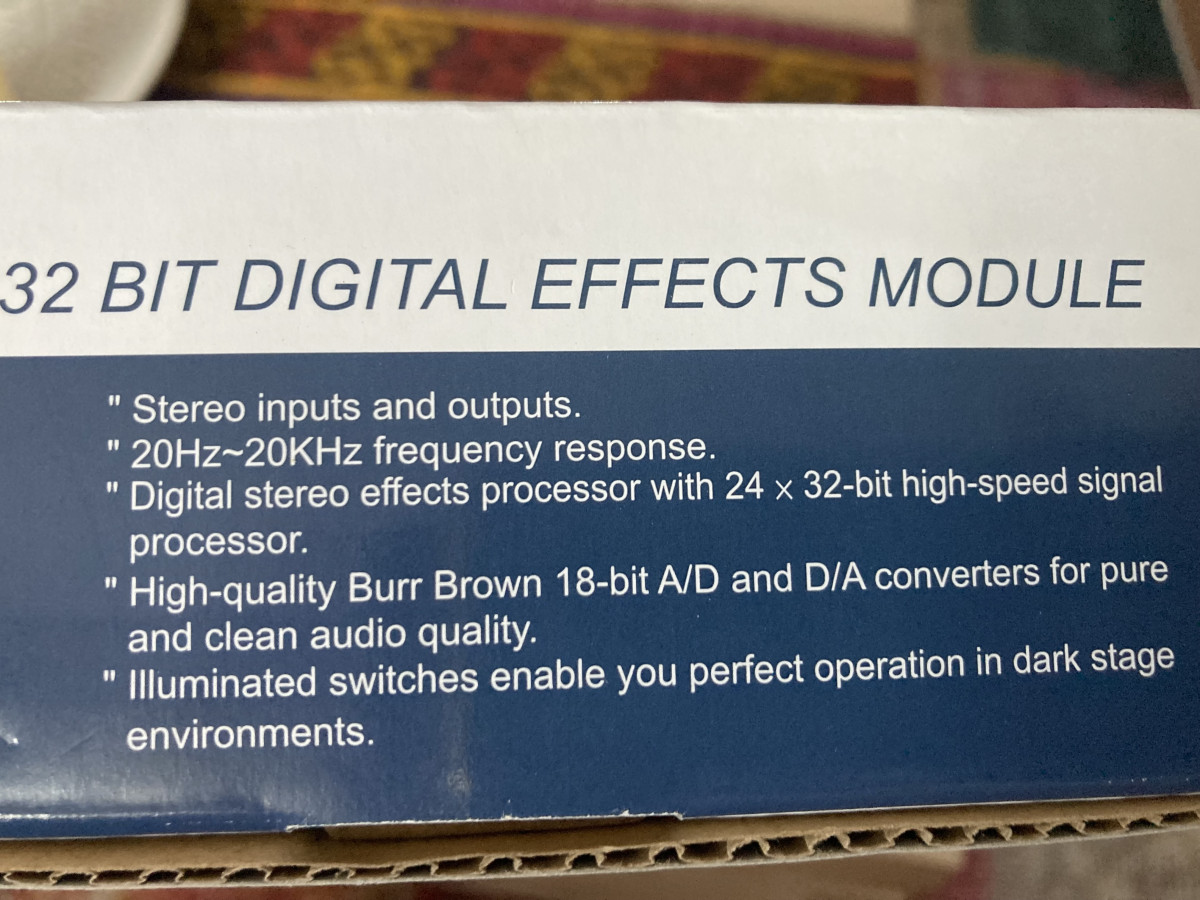 32 BIT DIGITAL EFFECTS MODULE
" Stereo inputs and outputs.
" 20Hz~20KHz frequency response.
" Digital stereo effects processor with 24 x 32-bit high-speed signal
processor.
" High-quality Burr Brown 18-bit A/D and D/A converters for pure
and clean audio quality.
" Illuminated switches enable you perfect operation in dark stage
environments.